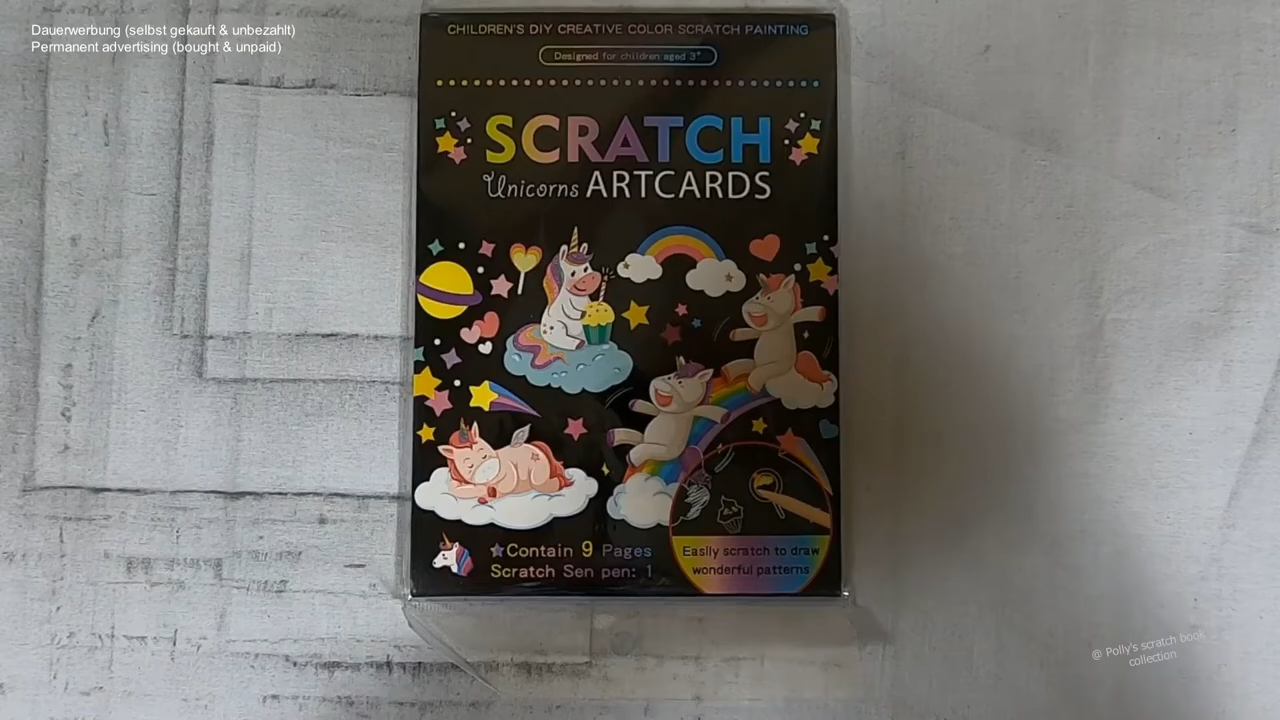 Dauerwerbung (selbst gekauft & unbezahlt)
Permanent advertising (bought & unpaid)
CHILDREN'S DIY CREATIVE COLOR SCRATCH PAINTING
Designed for children aged 3+
SCRATCH
Unicorns ARTCARDS
Contain 9 Pages
Scratch Sen pen: 1
Easily scratch to draw
wonderful patterns
@ Polly's scratch book
collection